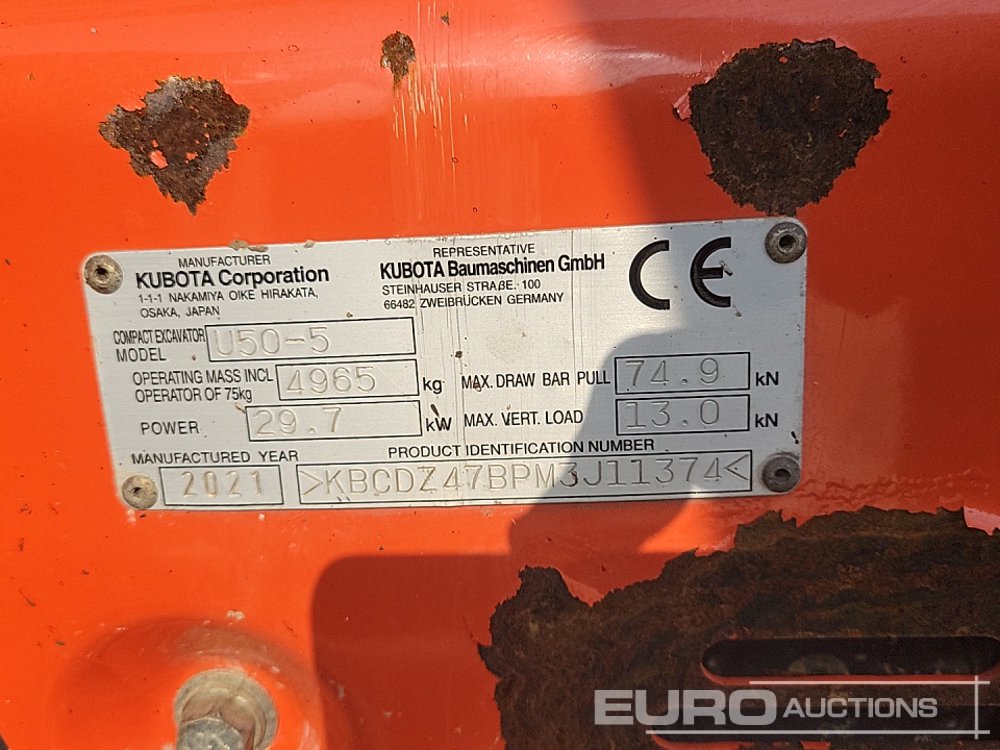 MANUFACTURER
KUBOTA Corporation
1-1-1 NAKAMIYA OIKE HIRAKATA,
OSAKA, JAPAN
REPRESENTATIVE
KUBOTA Baumaschinen GmbH
STEINHAUSER STRAßE. 100
66482 ZWEIBRÜCKEN GERMANY
CE
COMPACT EXCAVATOR
MODEL U50-5
OPERATING MASS INCL
OPERATOR OF 75kg 4965 kg
MAX. DRAW BAR PULL 74.9 kN
POWER 29.7 kW
MAX. VERT. LOAD 13.0 kN
MANUFACTURED YEAR
2021
PRODUCT IDENTIFICATION NUMBER
>KBCDZ47BPM3J11374<
EURO AUCTIONS